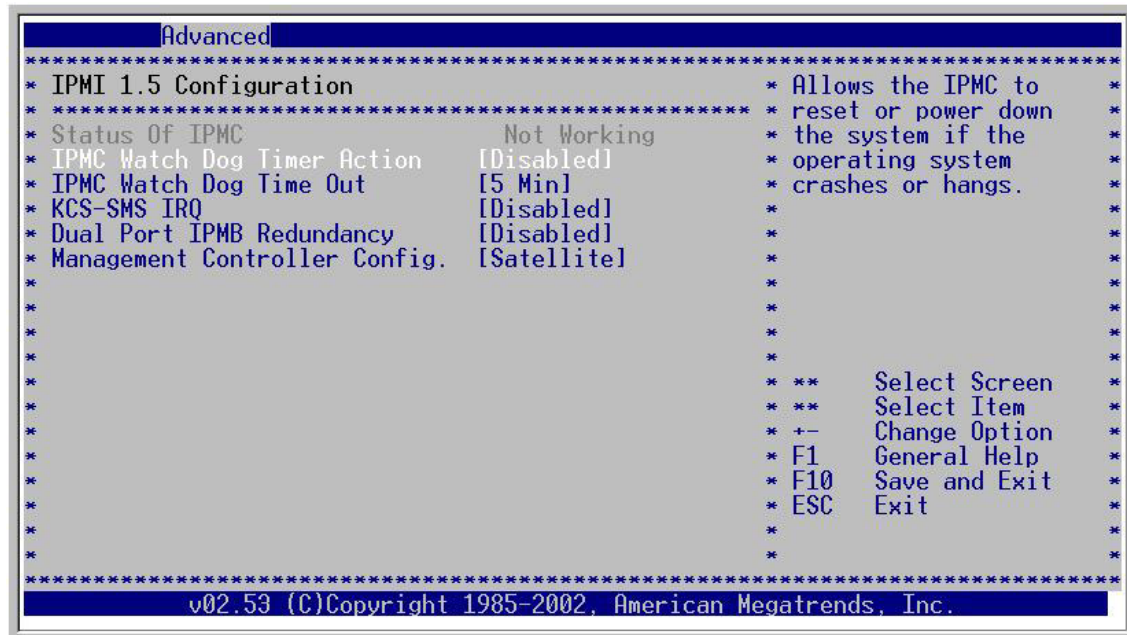 Advanced
IPMI 1.5 Configuration
Status Of IPMC Not Working
IPMC Watch Dog Timer Action [Disabled]
IPMC Watch Dog Time Out [5 Min]
KCS-SMS IRQ [Disabled]
Dual Port IPMB Redundancy [Disabled]
Management Controller Config. [Satellite]
Allows the IPMC to
reset or power down
the system if the
operating system
crashes or hangs.
** Select Screen
** Select Item
+- Change Option
F1 General Help
F10 Save and Exit
ESC Exit
v02.53 (C)Copyright 1985-2002, American Megatrends, Inc.